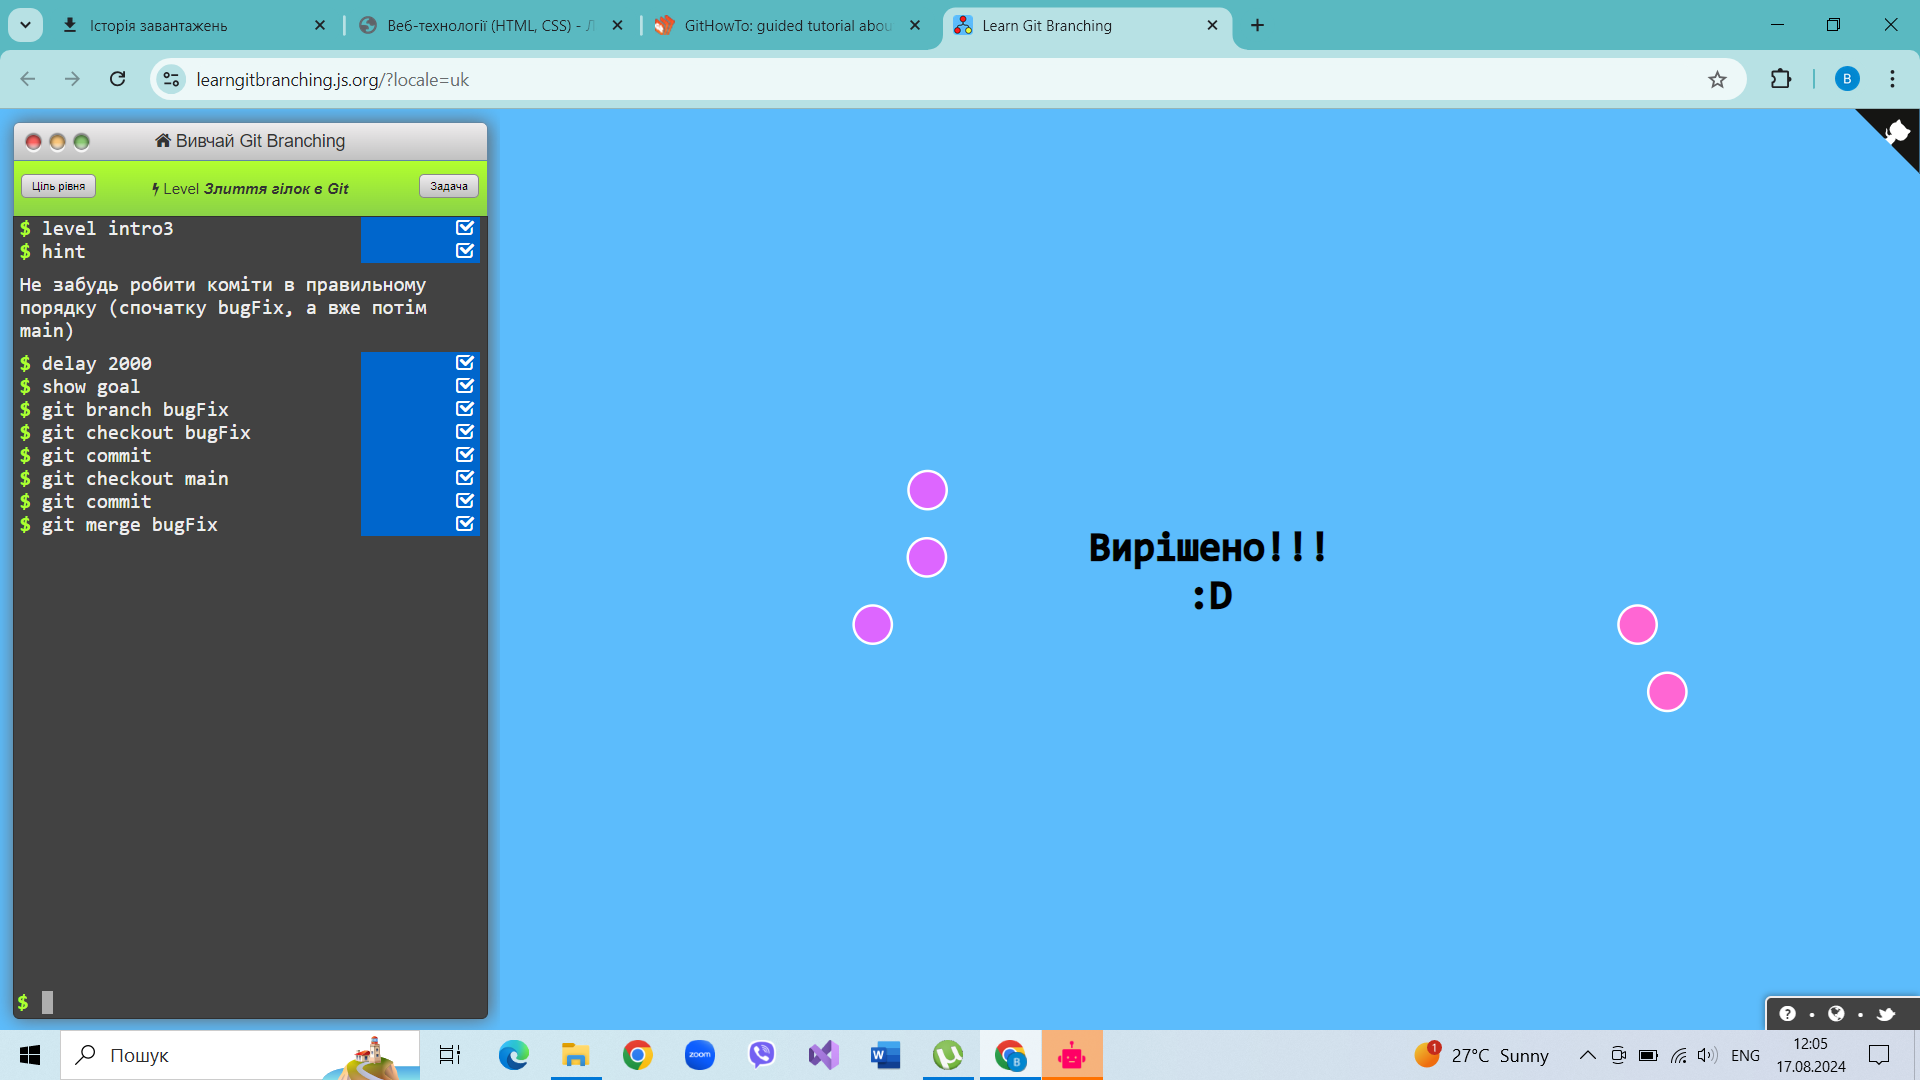 Історія завантажень
Веб-технології (HTML, CSS) - Л
GitHowTo: guided tutorial abou
Learn Git Branching
learngitbranching.js.org/?locale=uk
B
Вивчай Git Branching
Ціль рівня
Level Злиття гілок в Git
Задача
$ level intro3
$ hint
Не забудь робити коміти в правильному
порядку (спочатку bugFix, а вже потім
main)
$ delay 2000
$ show goal
$ git branch bugFix
$ git checkout bugFix
$ git commit
$ git checkout main
$ git commit
$ git merge bugFix
$
Вирішено!!!
:D
Пошук
zoom
W
B
1
27°C Sunny
ENG
12:05
17.08.2024